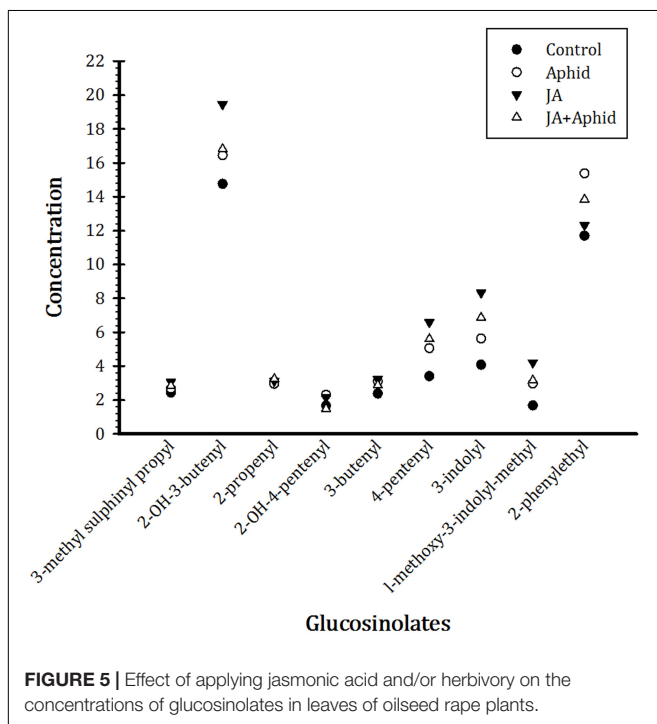 Control
Aphid
JA
JA+Aphid
22
20
18
16
14
12
10
8
6
4
2
0
Concentration
3-methyl sulphinyl propyl
2-OH-3-butenyl
2-propenyl
2-OH-4-pentenyl
3-butenyl
4-pentenyl
3-indolyl
l-methoxy-3-indolyl-methyl
2-phenylethyl
Glucosinolates
FIGURE 5 | Effect of applying jasmonic acid and/or herbivory on the
concentrations of glucosinolates in leaves of oilseed rape plants.